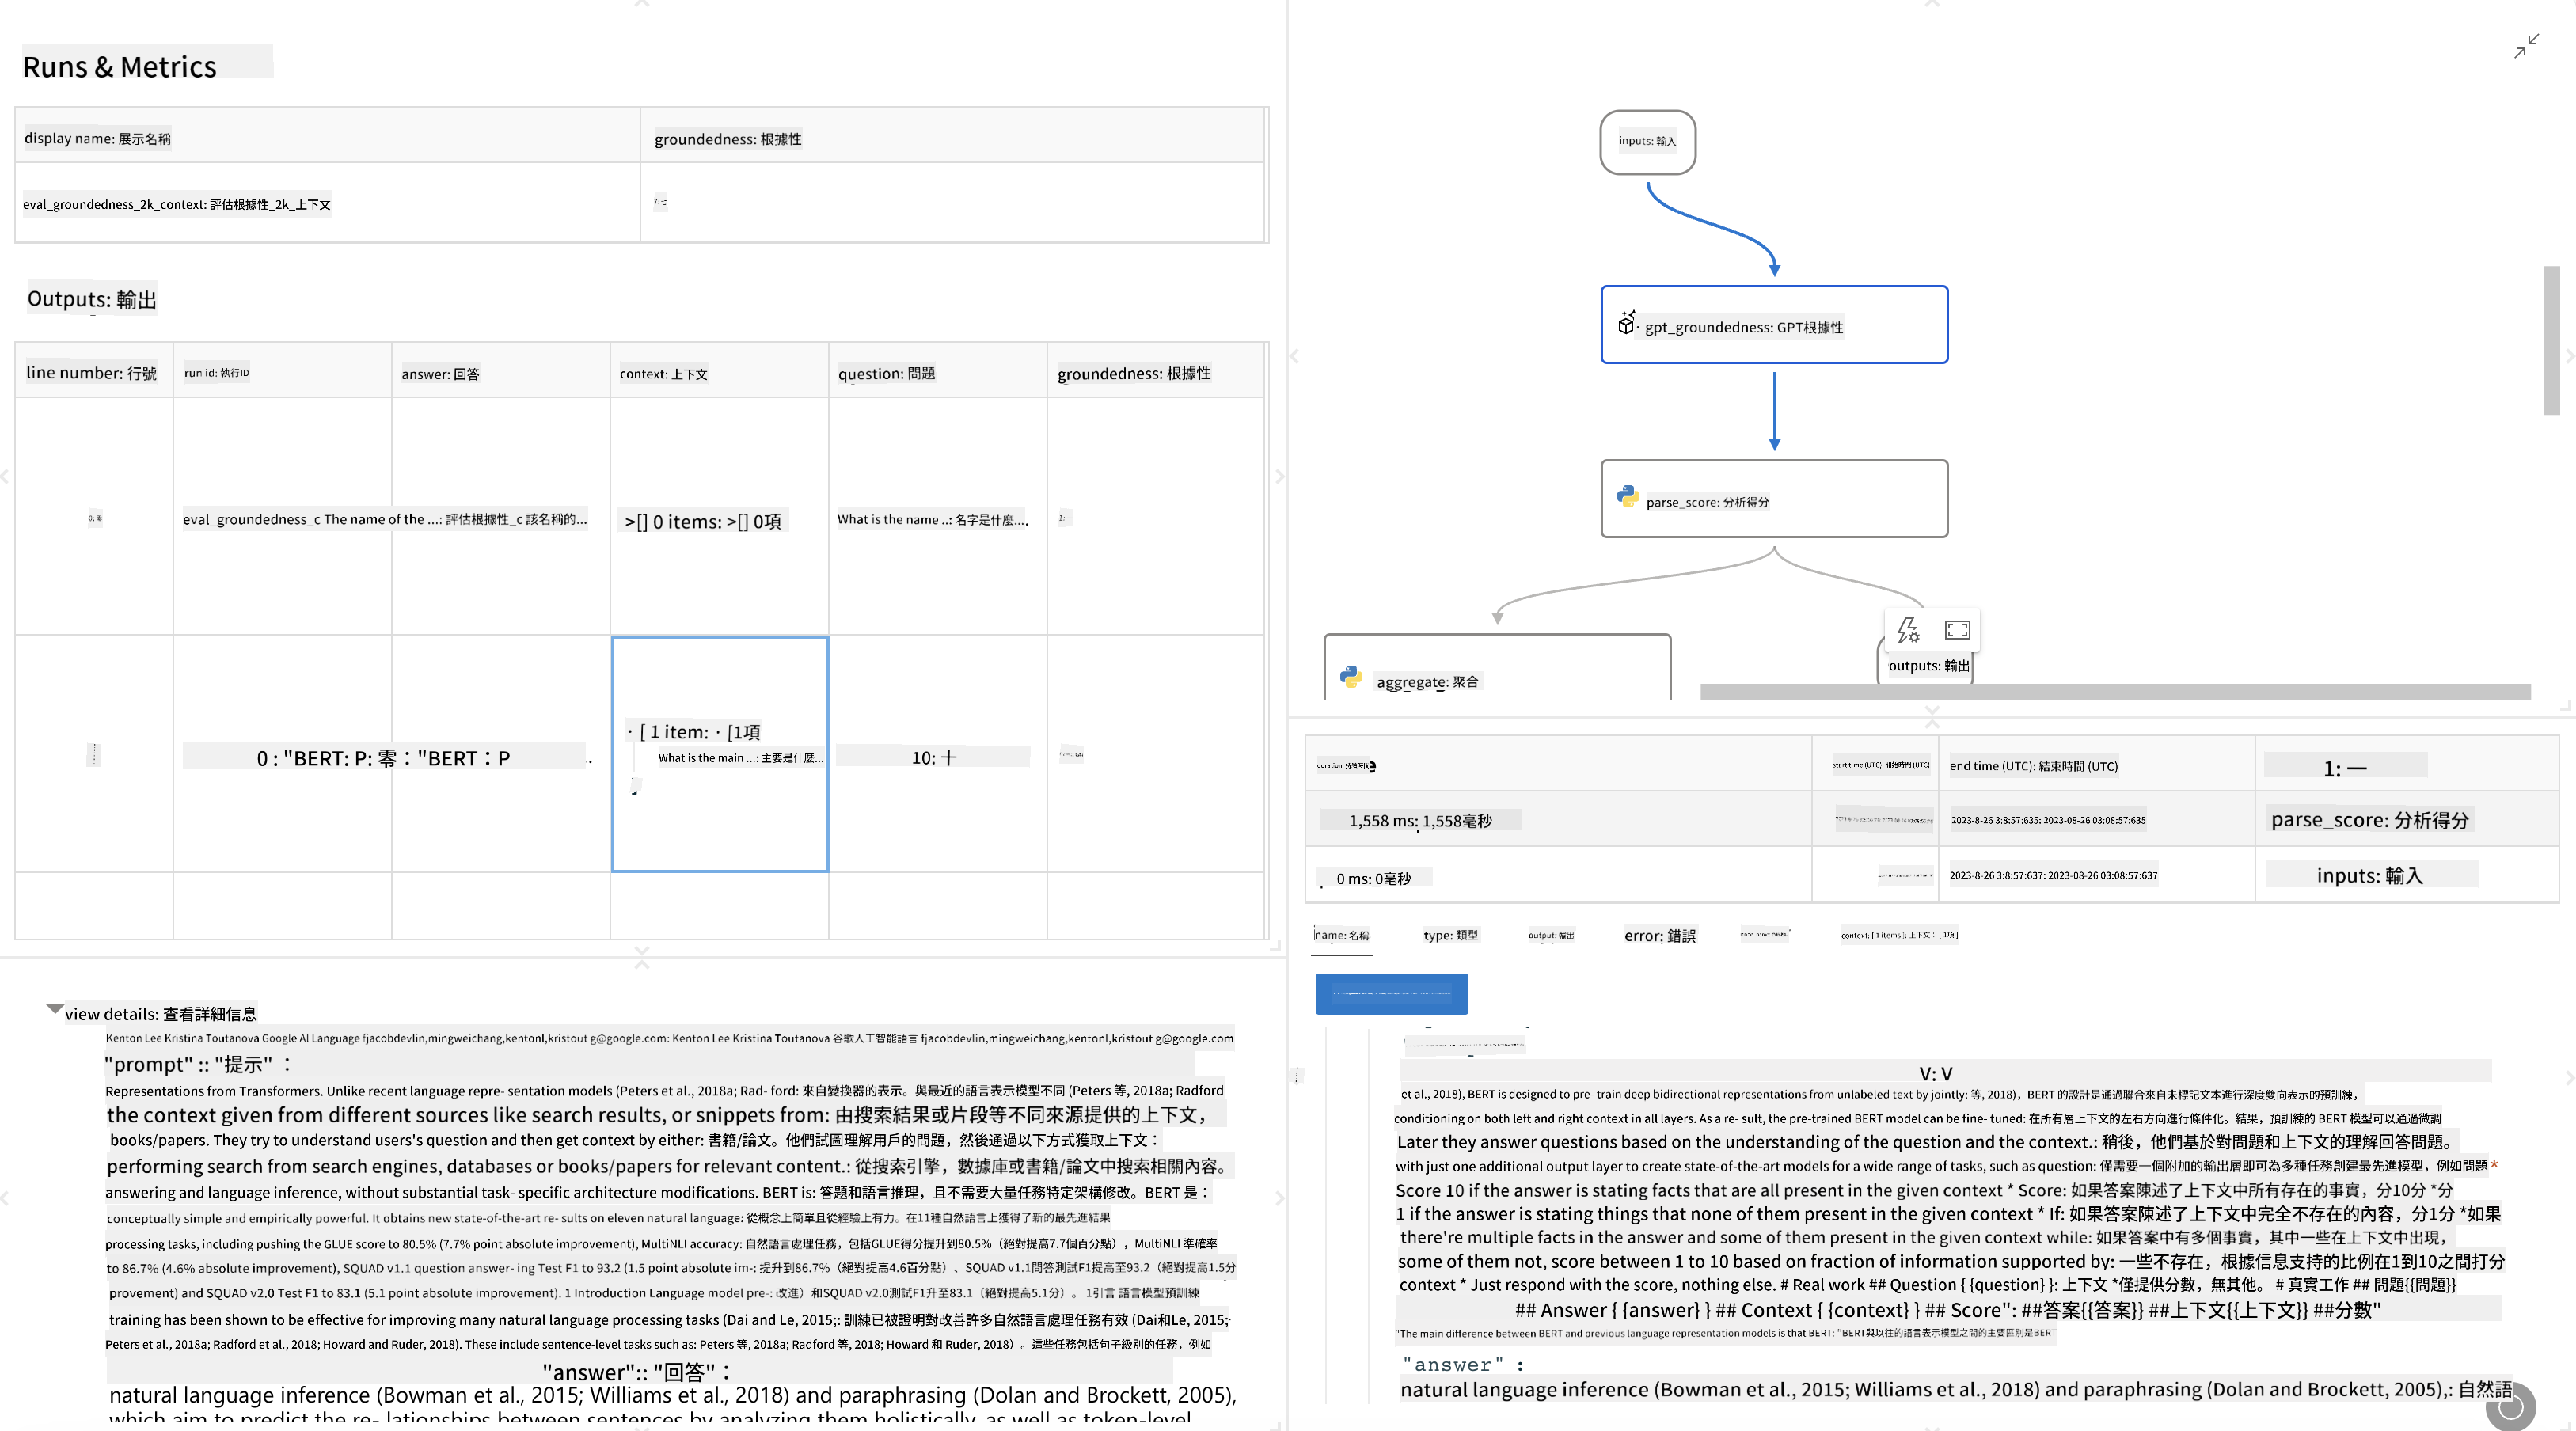 Runs & Metrics
display name: 展示名稱
groundedness: 根據性
eval_groundedness_2k_context: 評估根據性_2k_上下文
7: 七
Outputs: 輸出
line number: 行號
run id: 執行ID
answer: 回答
context: 上下文
question: 問題
groundedness: 根據性
0: 零
eval_groundedness_c The name of the ...: 評估根據性_c 該名稱的...
>[] 0 items: >[] 0項
What is the name ..: 名字是什麼....
1: 一
0 : "BERT: P: 零："BERT：P
· [ 1 item: · [1項
What is the main ...: 主要是什麼...
10: 十
view details: 查看詳細信息
Kenton Lee Kristina Toutanova Google Al Language fjacobdevlin,mingweichang,kentonl,kristout g@google.com: Kenton Lee Kristina Toutanova 谷歌人工智能語言 fjacobdevlin,mingweichang,kentonl,kristout g@google.com
"prompt" :: "提示" ：
Representations from Transformers. Unlike recent language repre- sentation models (Peters et al., 2018a; Rad- ford: 來自變換器的表示。與最近的語言表示模型不同 (Peters 等, 2018a; Radford
the context given from different sources like search results, or snippets from: 由搜索結果或片段等不同來源提供的上下文，
books/papers. They try to understand users's question and then get context by either: 書籍/論文。他們試圖理解用戶的問題，然後通過以下方式獲取上下文：
performing search from search engines, databases or books/papers for relevant content.: 從搜索引擎，數據庫或書籍/論文中搜索相關內容。
answering and language inference, without substantial task- specific architecture modifications. BERT is: 答題和語言推理，且不需要大量任務特定架構修改。BERT 是：
conceptually simple and empirically powerful. It obtains new state-of-the-art re- sults on eleven natural language: 從概念上簡單且從經驗上有力。在11種自然語言上獲得了新的最先進結果
processing tasks, including pushing the GLUE score to 80.5% (7.7% point absolute improvement), MultiNLI accuracy: 自然語言處理任務，包括GLUE得分提升到80.5%（絕對提高7.7個百分點），MultiNLI 準確率
to 86.7% (4.6% absolute improvement), SQUAD v1.1 question answer- ing Test F1 to 93.2 (1.5 point absolute im-: 提升到86.7%（絕對提高4.6百分點）、SQUAD v1.1問答測試F1提高至93.2（絕對提高1.5分
provement) and SQUAD v2.0 Test F1 to 83.1 (5.1 point absolute improvement). 1 Introduction Language model pre-: 改進）和SQUAD v2.0測試F1升至83.1（絕對提高5.1分）。 1引言 語言模型預訓練
training has been shown to be effective for improving many natural language processing tasks (Dai and Le, 2015;: 訓練已被證明對改善許多自然語言處理任務有效 (Dai和Le, 2015;
Peters et al., 2018a; Radford et al., 2018; Howard and Ruder, 2018). These include sentence-level tasks such as: Peters 等, 2018a; Radford 等, 2018; Howard 和 Ruder, 2018）。這些任務包括句子級別的任務，例如
"answer":: "回答"：
natural language inference (Bowman et al., 2015; Williams et al., 2018) and paraphrasing (Dolan and Brockett, 2005),
which aim to predict the re- lationships between sentences by analyzing them holistically, as well as token-level
inputs: 輸入
gpt_groundedness: GPT根據性
parse_score: 分析得分
aggregate: 聚合
outputs: 輸出
duration: 持續時間
start time (UTC): 開始時間 (UTC)
end time (UTC): 結束時間 (UTC)
1: 一
1,558 ms: 1,558毫秒
2023-8-26 3:8:57:635: 2023-08-26 03:08:57:635
parse_score: 分析得分
0 ms: 0毫秒
2023-8-26 3:8:57:637: 2023-08-26 03:08:57:637
inputs: 輸入
name: 名稱
type: 類型
output: 輸出
error: 錯誤
context: [ 1 items ]: 上下文：[ 1項 ]
V: V
et al., 2018), BERT is designed to pre- train deep bidirectional representations from unlabeled text by jointly: 等, 2018)，BERT 的設計是通過聯合來自未標記文本進行深度雙向表示的預訓練，
conditioning on both left and right context in all layers. As a re- sult, the pre-trained BERT model can be fine- tuned: 在所有層上下文的左右方向進行條件化。結果，預訓練的 BERT 模型可以通過微調
Later they answer questions based on the understanding of the question and the context.: 稍後，他們基於對問題和上下文的理解回答問題。
with just one additional output layer to create state-of-the-art models for a wide range of tasks, such as question: 僅需要一個附加的輸出層即可為多種任務創建最先進模型，例如問題*
Score 10 if the answer is stating facts that are all present in the given context * Score: 如果答案陳述了上下文中所有存在的事實，分10分 *分
1 if the answer is stating things that none of them present in the given context * If: 如果答案陳述了上下文中完全不存在的內容，分1分 *如果
there're multiple facts in the answer and some of them present in the given context while: 如果答案中有多個事實，其中一些在上下文中出現，
some of them not, score between 1 to 10 based on fraction of information supported by: 一些不存在，根據信息支持的比例在1到10之間打分
context * Just respond with the score, nothing else. # Real work ## Question { {question} }: 上下文 *僅提供分數，無其他。 # 真實工作 ## 問題{{問題}}
## Answer { {answer} } ## Context { {context} } ## Score": ##答案{{答案}} ##上下文{{上下文}} ##分數"
"The main difference between BERT and previous language representation models is that BERT: "BERT與以往的語言表示模型之間的主要區別是BERT
"answer" :
natural language inference (Bowman et al., 2015; Williams et al., 2018) and paraphrasing (Dolan and Brockett, 2005),: 自然語